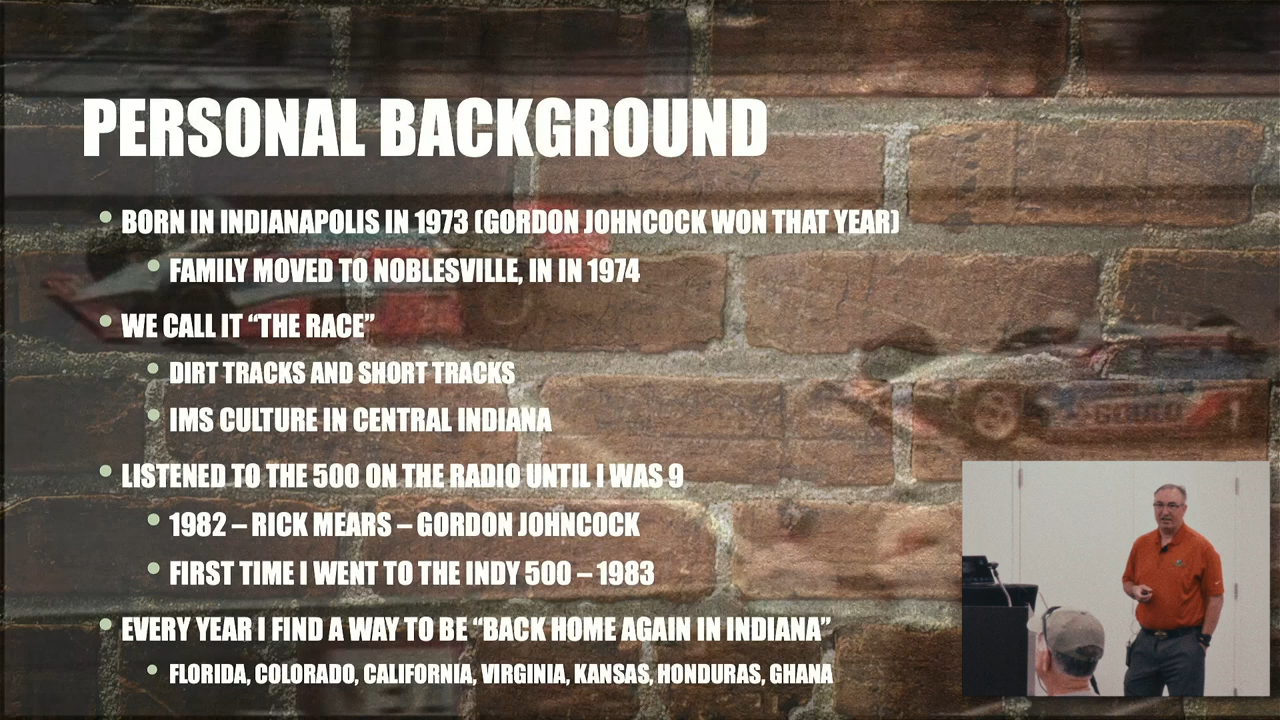 PERSONAL BACKGROUND
• BORN IN INDIANAPOLIS IN 1973 (GORDON JOHNCOCK WON THAT YEAR)
• FAMILY MOVED TO NOBLESVILLE, IN IN 1974
• WE CALL IT “THE RACE”
• DIRT TRACKS AND SHORT TRACKS
• IMS CULTURE IN CENTRAL INDIANA
• LISTENED TO THE 500 ON THE RADIO UNTIL I WAS 9
• 1982 – RICK MEARS – GORDON JOHNCOCK
• FIRST TIME I WENT TO THE INDY 500 – 1983
• EVERY YEAR I FIND A WAY TO BE “BACK HOME AGAIN IN INDIANA”
• FLORIDA, COLORADO, CALIFORNIA, VIRGINIA, KANSAS, HONDURAS, GHANA